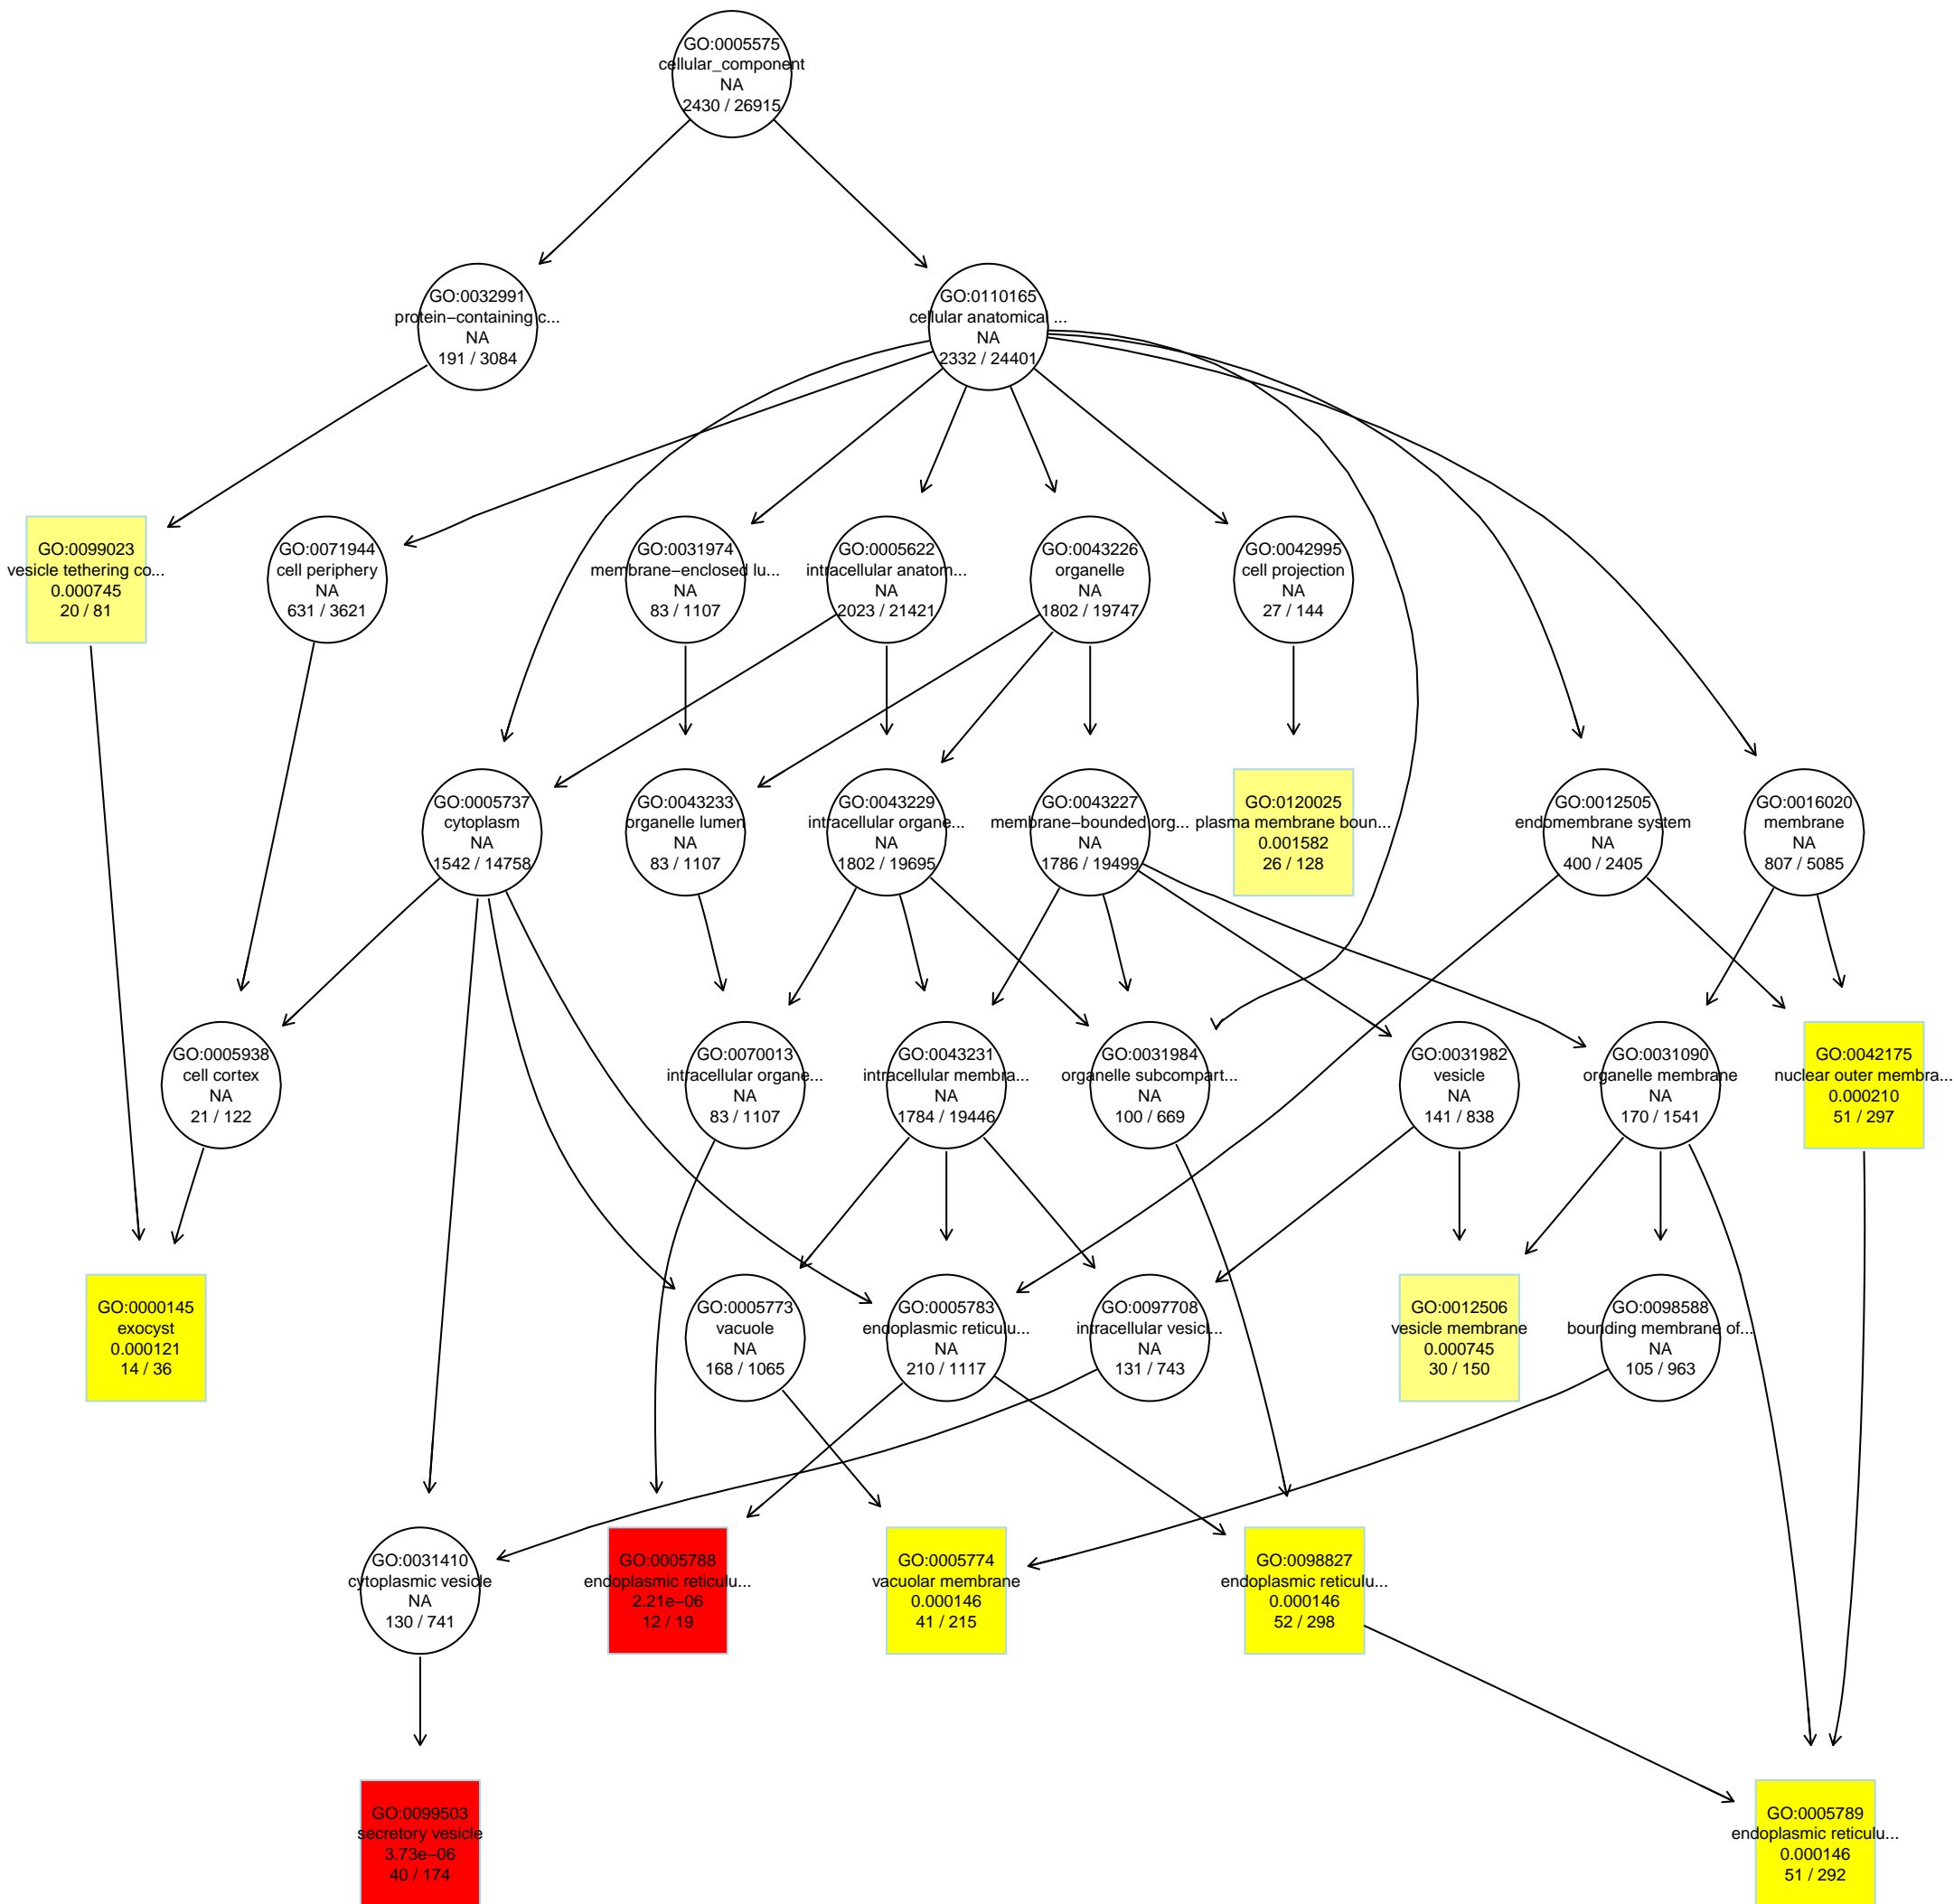 GO:0005575
cellular_component
NA
2430 / 26915
GO:0032991
protein−containing c...
NA
191 / 3084
GO:0110165
cellular anatomical ...
NA
2332 / 24401
GO:0099023
vesicle tethering co...
0.000745
20 / 81
GO:0071944
cell periphery
NA
631 / 3621
GO:0031974
membrane−enclosed lu...
NA
83 / 1107
GO:0005622
intracellular anatom...
NA
2023 / 21421
GO:0043226
organelle
NA
1802 / 19747
GO:0042995
cell projection
NA
27 / 144
GO:0005737
cytoplasm
NA
1542 / 14758
GO:0043233
organelle lumen
NA
83 / 1107
GO:0043229
intracellular organe...
NA
1802 / 19695
GO:0043227
membrane−bounded org...
NA
1786 / 19499
GO:0120025
plasma membrane boun...
0.001582
26 / 128
GO:0012505
endomembrane system
NA
400 / 2405
GO:0016020
membrane
NA
807 / 5085
GO:0005938
cell cortex
NA
21 / 122
GO:0070013
intracellular organe...
NA
83 / 1107
GO:0043231
intracellular membra...
NA
1784 / 19446
GO:0031984
organelle subcompart...
NA
100 / 669
GO:0031982
vesicle
NA
141 / 838
GO:0031090
organelle membrane
NA
170 / 1541
GO:0042175
nuclear outer membra...
0.000210
51 / 297
GO:0000145
exocyst
0.000121
14 / 36
GO:0005773
vacuole
NA
168 / 1065
GO:0005783
endoplasmic reticulu...
NA
210 / 1117
GO:0097708
intracellular vesicl...
NA
131 / 743
GO:0012506
vesicle membrane
0.000745
30 / 150
GO:0098588
bounding membrane of...
NA
105 / 963
GO:0031410
cytoplasmic vesicle
NA
130 / 741
GO:0005788
endoplasmic reticulu...
2.21e−06
12 / 19
GO:0005774
vacuolar membrane
0.000146
41 / 215
GO:0098827
endoplasmic reticulu...
0.000146
52 / 298
GO:0099503
secretory vesicle
3.73e−06
40 / 174
GO:0005789
endoplasmic reticulu...
0.000146
51 / 292